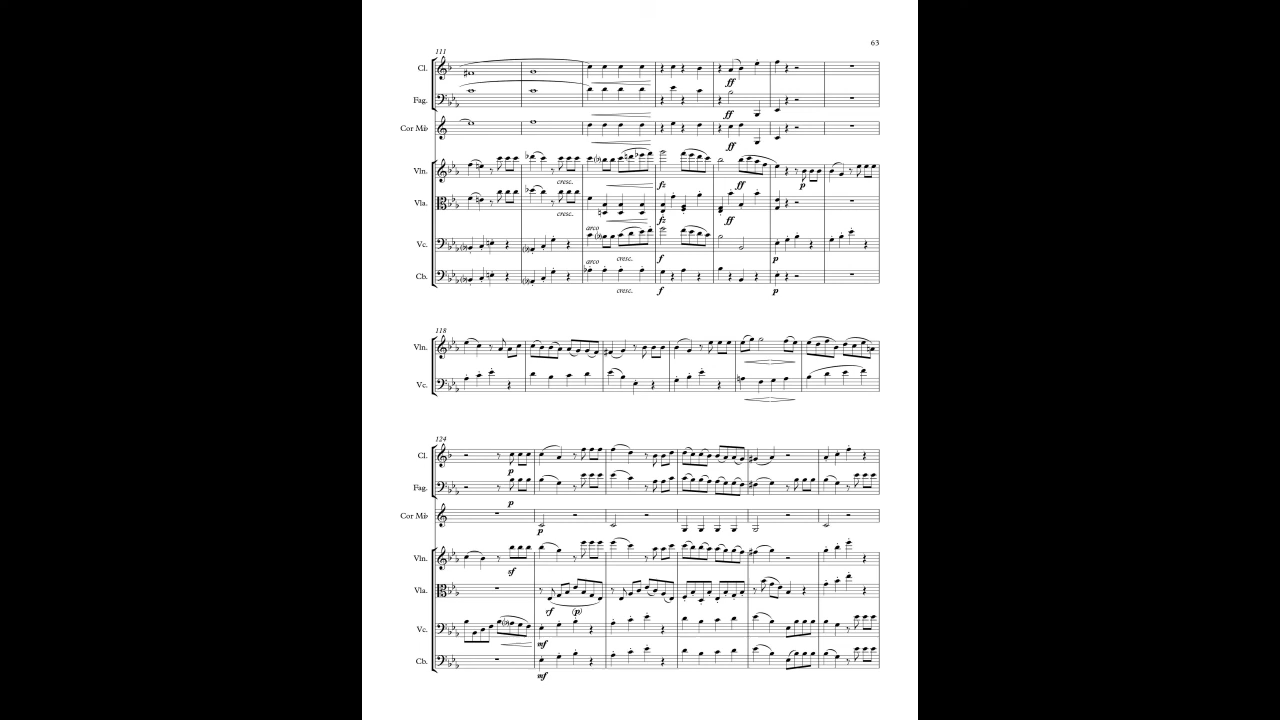 63
111
Cl.
ff
Fag.
ff
Cor Mi♭
ff
Vln.
cresc. fz ff p
Vla.
cresc. fz ff
arco
Vc.
cresc. f p
arco
Cb.
cresc. f p
118
Vln.
Vc.
124
Cl.
p
Fag.
p
Cor Mi♭
p
Vln.
sf
Vla.
sf (p)
Vc.
mf
Cb.
mf